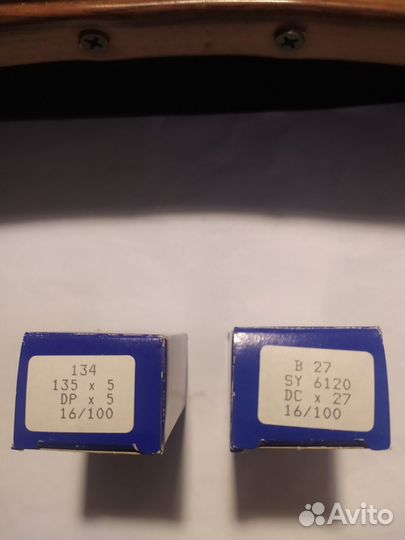 134
135 x 5
DP x 5
16/100
B 27
SY 6120
DC x 27
16/100
Avito